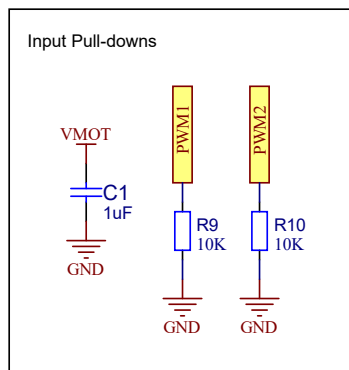 Input Pull-downs
VMOT
C1
1uF
GND
PWM1
R9
10K
GND
PWM2
R10
10K
GND